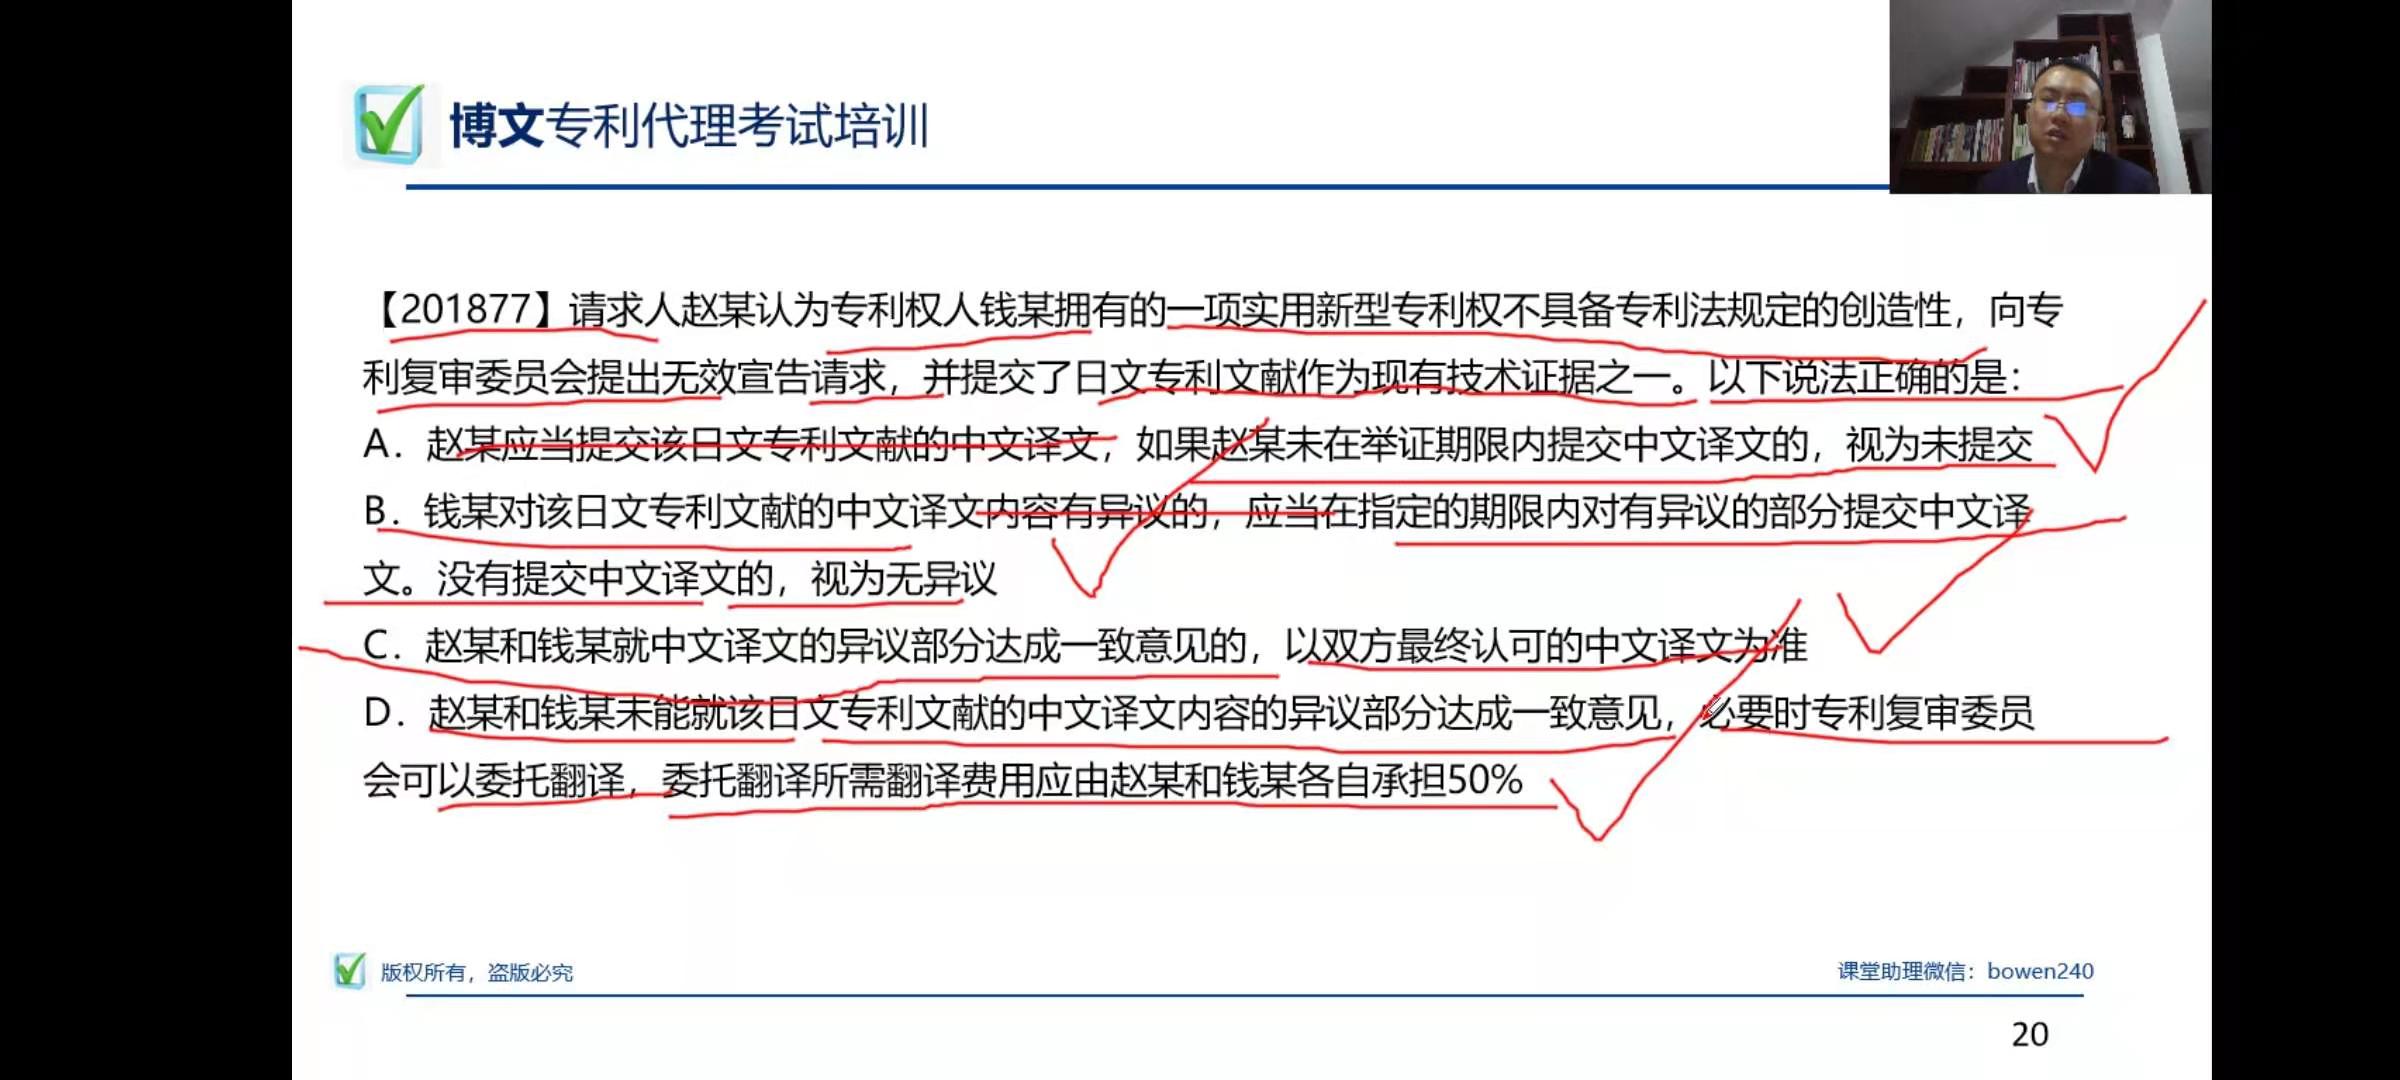 博文专利代理考试培训
【201877】请求人赵某认为专利权人钱某拥有的一项实用新型专利权不具备专利法规定的创造性，向专
利复审委员会提出无效宣告请求，并提交了日文专利文献作为现有技术证据之一。以下说法正确的是：
A．赵某应当提交该日文专利文献的中文译文，如果赵某未在举证期限内提交中文译文的，视为未提交
B．钱某对该日文专利文献的中文译文内容有异议的，应当在指定的期限内对有异议的部分提交中文译
文。没有提交中文译文的，视为无异议
C．赵某和钱某就中文译文的异议部分达成一致意见的，以双方最终认可的中文译文为准
D．赵某和钱某未能就该日文专利文献的中文译文内容的异议部分达成一致意见，必要时专利复审委员
会可以委托翻译，委托翻译所需翻译费用应由赵某和钱某各自承担50%
版权所有，盗版必究
课堂助理微信：bowen240
20